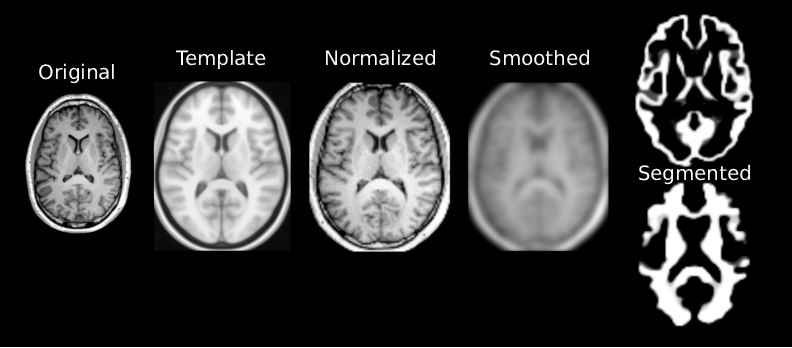 Original
Template
Normalized
Smoothed
Segmented